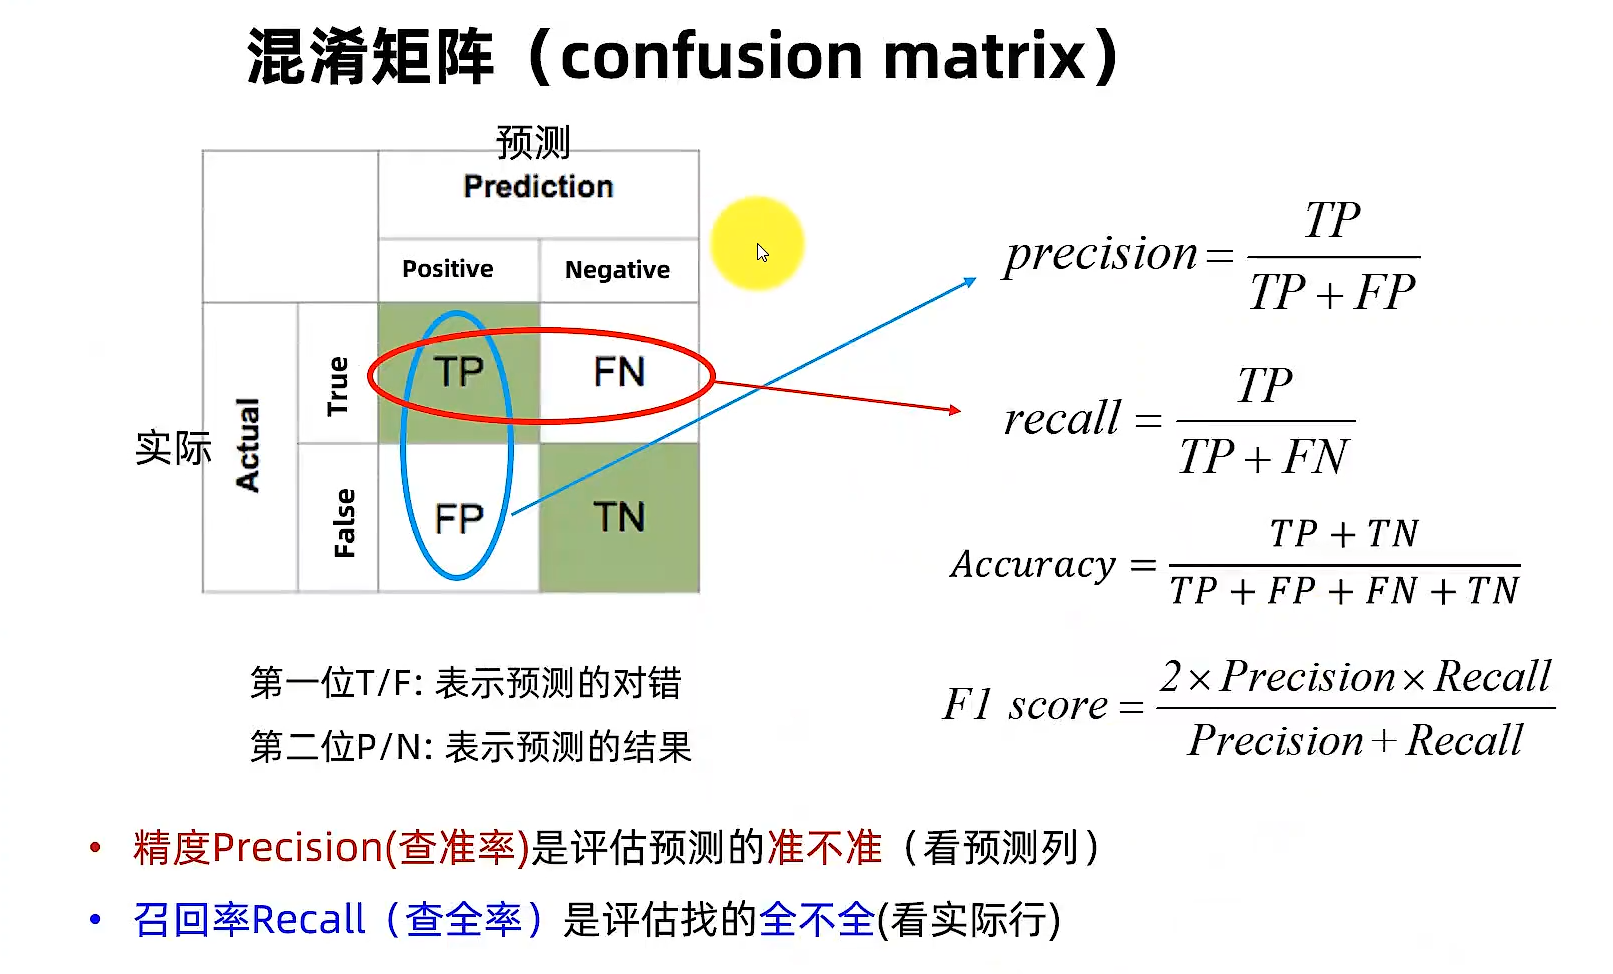 混淆矩阵（confusion matrix）
预测
Prediction
Positive
Negative
实际
Actual
True
TP
FN
False
FP
TN
precision = TP / TP + FP
recall = TP / TP + FN
Accuracy = TP + TN / TP + FP + FN + TN
F1 score = 2 × Precision × Recall / Precision + Recall
第一位T/F: 表示预测的对错
第二位P/N: 表示预测的结果
• 精度Precision(查准率)是评估预测的准不准（看预测列）
• 召回率Recall（查全率）是评估找的全不全(看实际行)